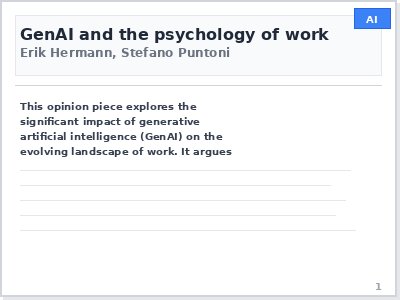 AI
GenAI and the psychology of work
Erik Hermann, Stefano Puntoni
This opinion piece explores the
significant impact of generative
artificial intelligence (GenAI) on the
evolving landscape of work. It argues
1